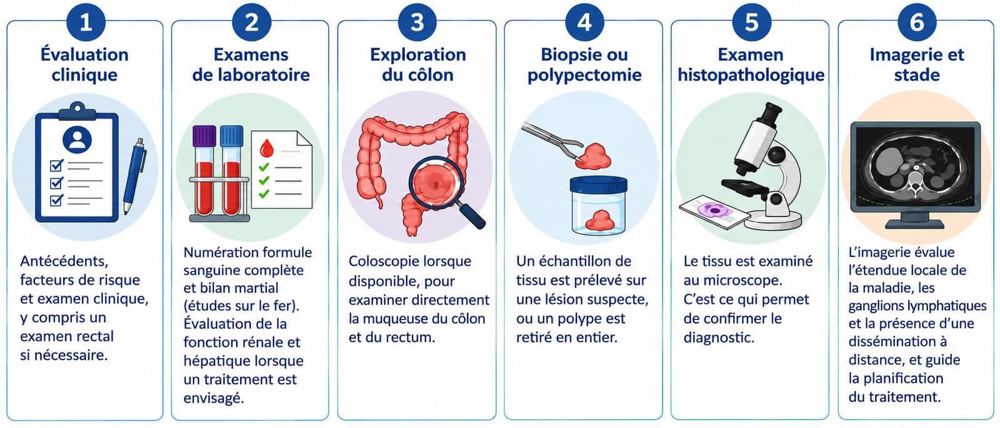 1
Évaluation
clinique
Antécédents,
facteurs de risque
et examen clinique,
y compris un
examen rectal
si nécessaire.
2
Examens
de laboratoire
Numération formule
sanguine complète
et bilan martial
(études sur le fer).
Évaluation de la
fonction rénale et
hépatique lorsque
un traitement est
envisagé.
3
Exploration
du côlon
Coloscopie lorsque
disponible, pour
examiner directement
la muqueuse du côlon
et du rectum.
4
Biopsie ou
polypectomie
Un échantillon de
tissu est prélevé sur
une lésion suspecte,
ou un polype est
retiré en entier.
5
Examen
histopathologique
Le tissu est examiné
au microscope.
C’est ce qui permet
de confirmer le
diagnostic.
6
Imagerie et
stade
L’imagerie évalue
l’étendue locale de
la maladie, les
ganglions lymphatiques
et la présence d’une
dissémination à
distance, et guide
la planification
du traitement.